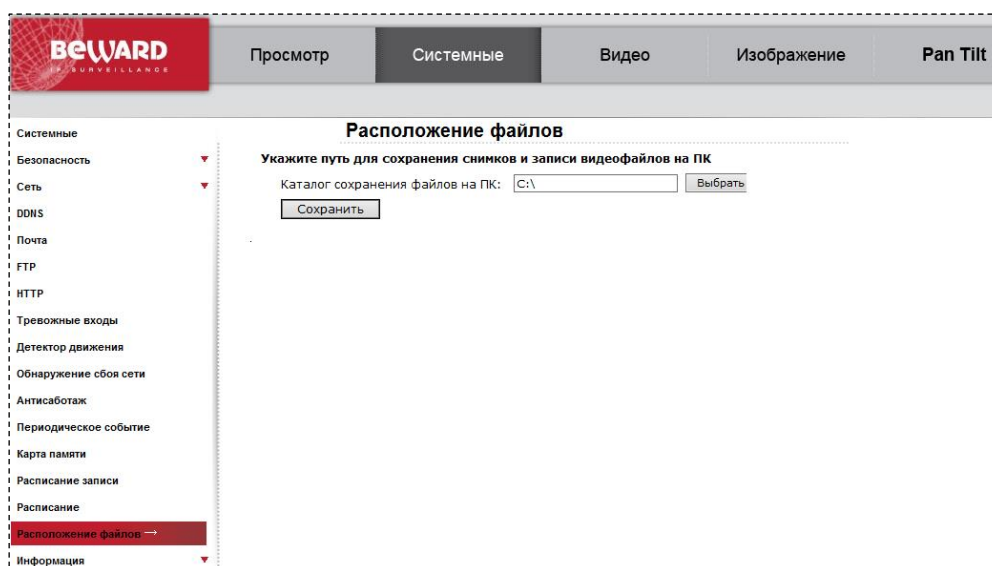 BEWARD
IP SURVEILLANCE
Просмотр
Системные
Видео
Изображение
Pan Tilt
Системные
Безопасность
Сеть
DDNS
Почта
FTP
HTTP
Тревожные входы
Детектор движения
Обнаружение сбоя сети
Антисаботаж
Периодическое событие
Карта памяти
Расписание записи
Расписание
Расположение файлов →
Информация
Расположение файлов
Укажите путь для сохранения снимков и записи видеофайлов на ПК
Каталог сохранения файлов на ПК: C:\ Выбрать
Сохранить